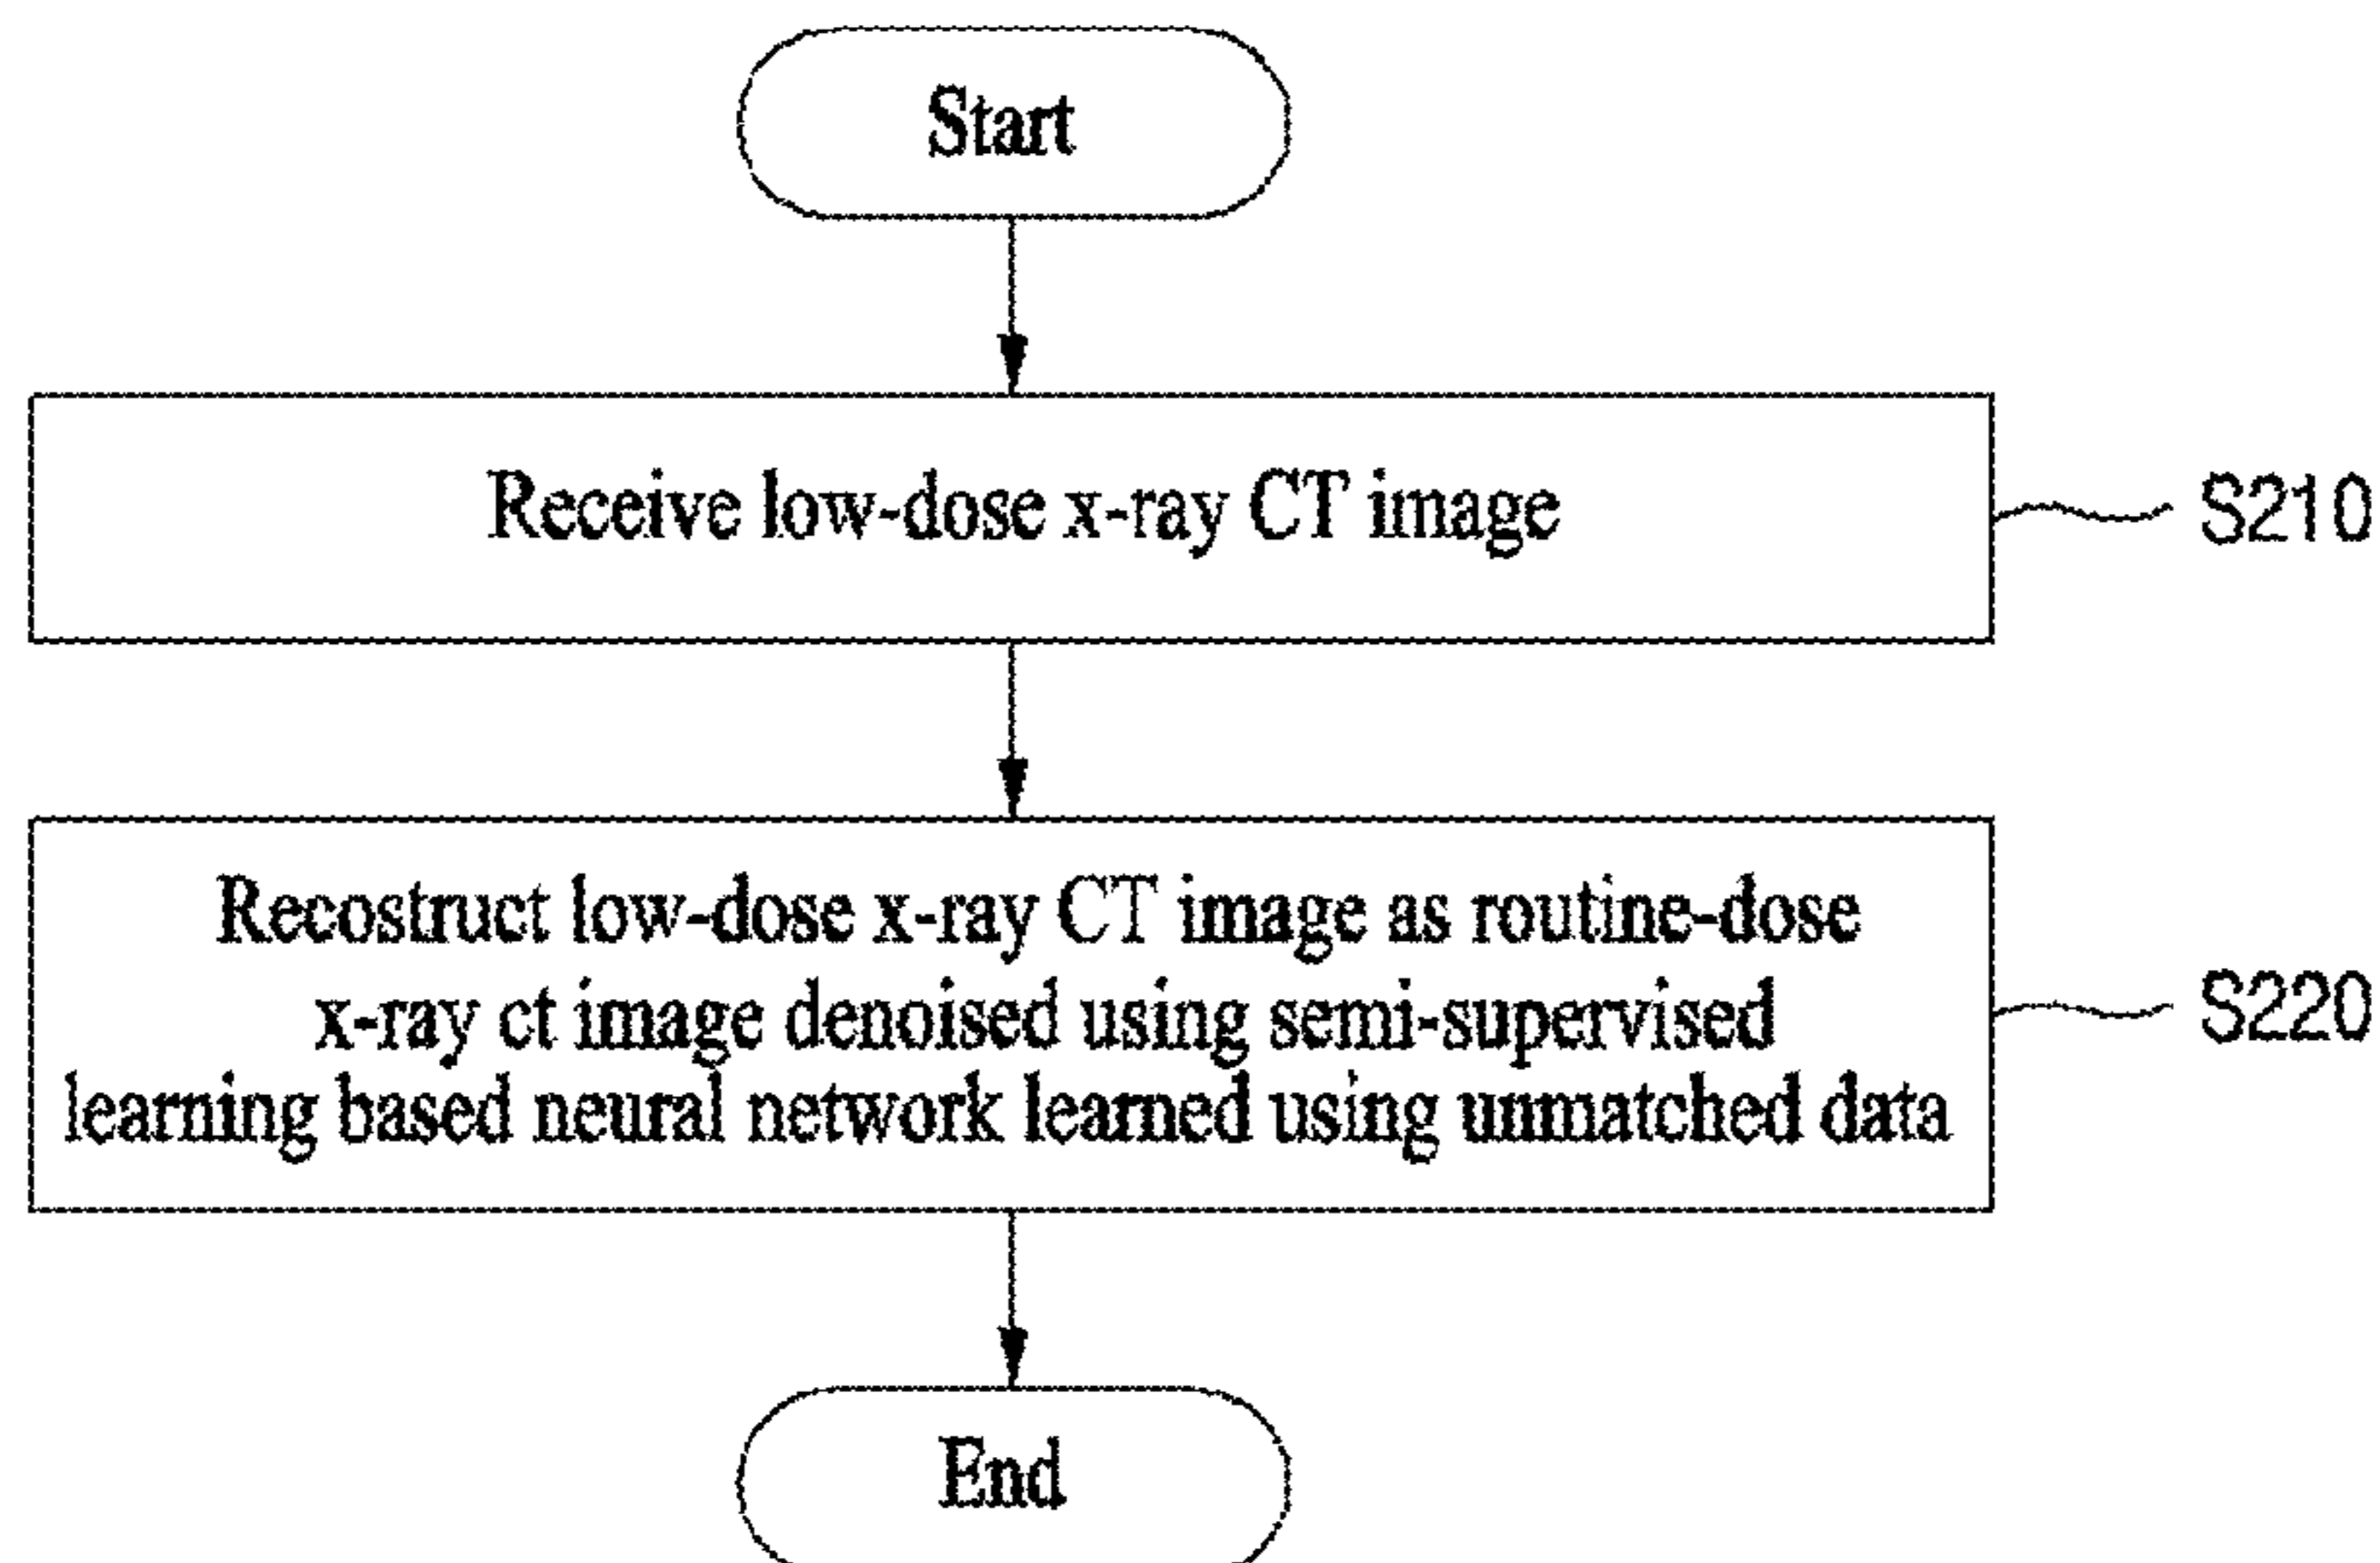 Start
Receive low-dose x-ray CT image
S210
Recostruct low-dose x-ray CT image as routine-dose
x-ray ct image denoised using semi-supervised
learning based neural network learned using unmatched data
S220
End